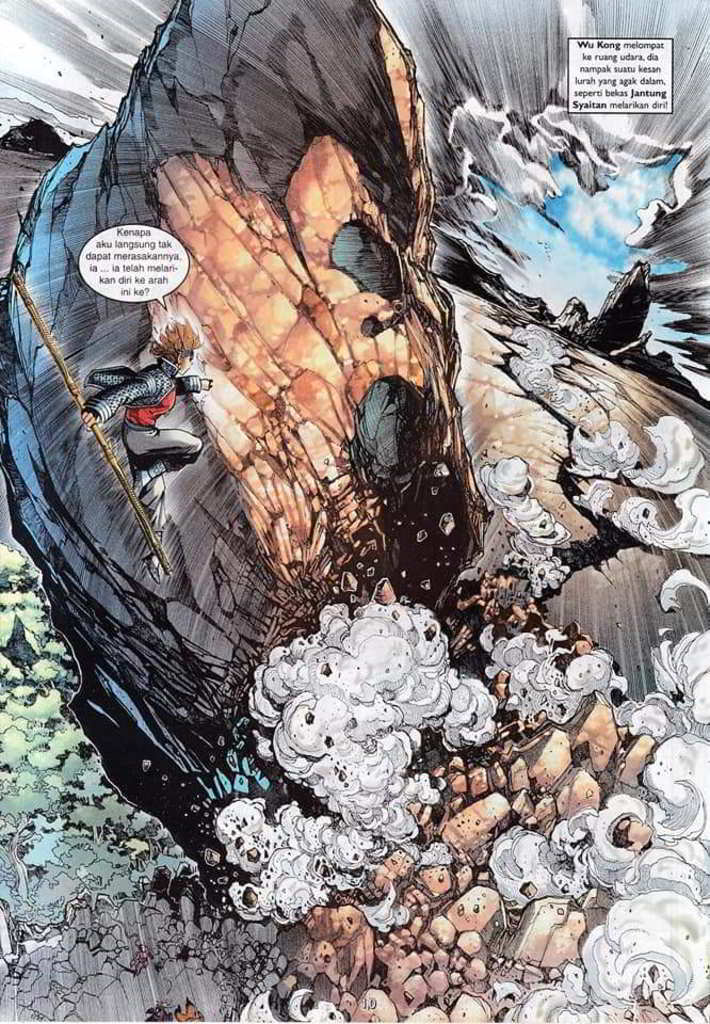 Wu Kong melompat
ke ruang udara, dia
nampak suatu kesan
lurah yang agak dalam,
seperti bekas Jantung
Syaitan melarikan diri!
Kenapa
aku langsung tak
dapat merasakannya,
ia ... ia telah melari-
kan diri ke arah
ini ke?
10